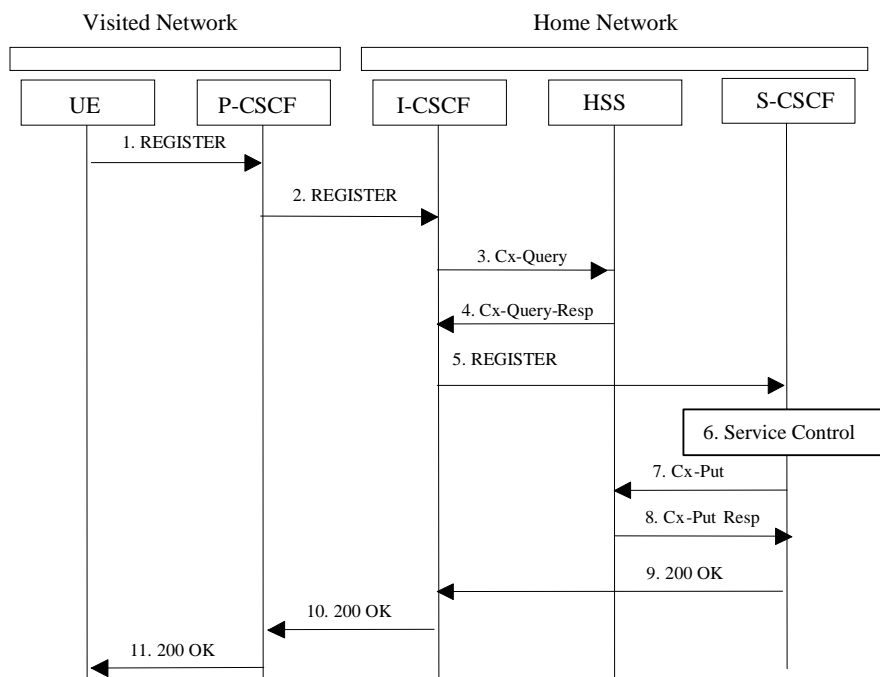 Visited Network
Home Network
UE
P-CSCF
I-CSCF
HSS
S-CSCF
1. REGISTER
2. REGISTER
3. Cx-Query
4. Cx-Query-Resp
5. REGISTER
6. Service Control
7. Cx-Put
8. Cx-Put Resp
9. 200 OK
10. 200 OK
11. 200 OK